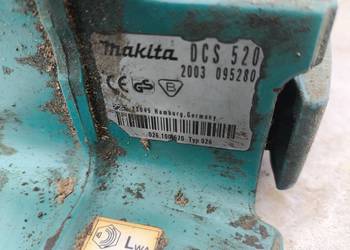 makita DCS 520
2003 095280
CE GS B
Hamburg, Germany
Typ 026
LWA